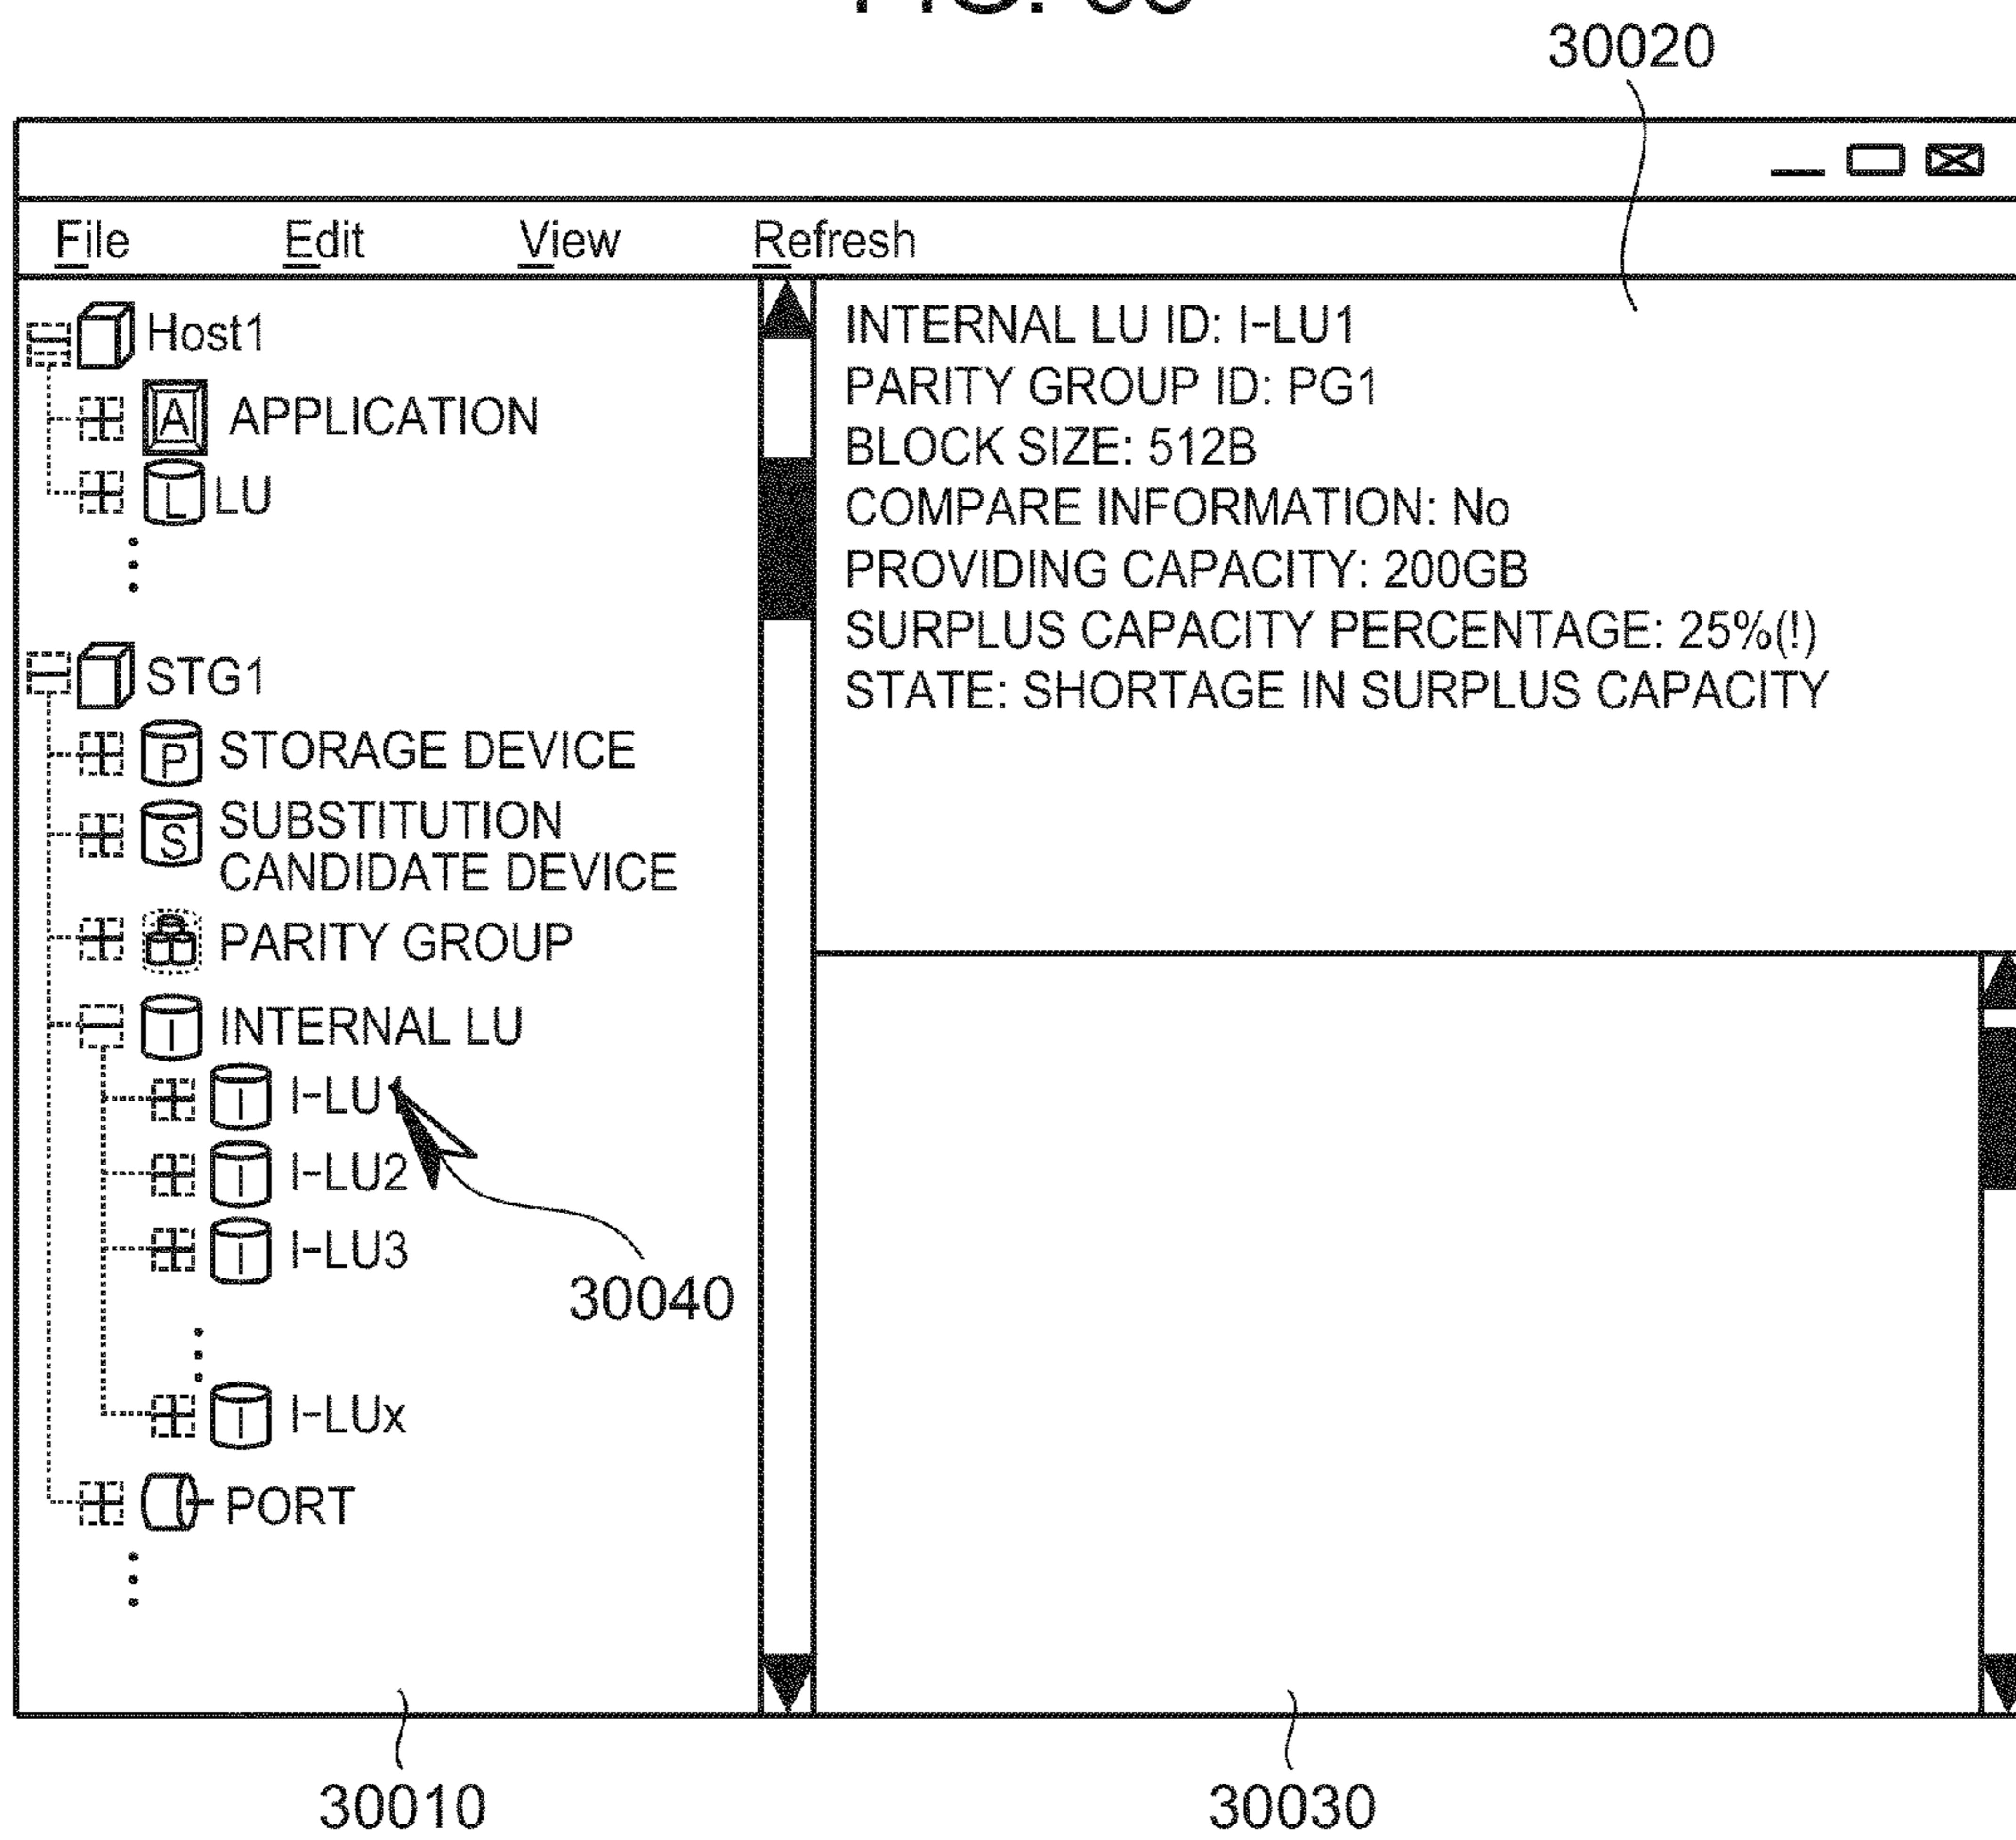 30020
File Edit View Refresh
Host1
A APPLICATION
L LU
STG1
P STORAGE DEVICE
S SUBSTITUTION
CANDIDATE DEVICE
PARITY GROUP
I INTERNAL LU
I I-LU1
I I-LU2
I I-LU3
I I-LUx
PORT
INTERNAL LU ID: I-LU1
PARITY GROUP ID: PG1
BLOCK SIZE: 512B
COMPARE INFORMATION: No
PROVIDING CAPACITY: 200GB
SURPLUS CAPACITY PERCENTAGE: 25%(!)
STATE: SHORTAGE IN SURPLUS CAPACITY
30040
30010
30030